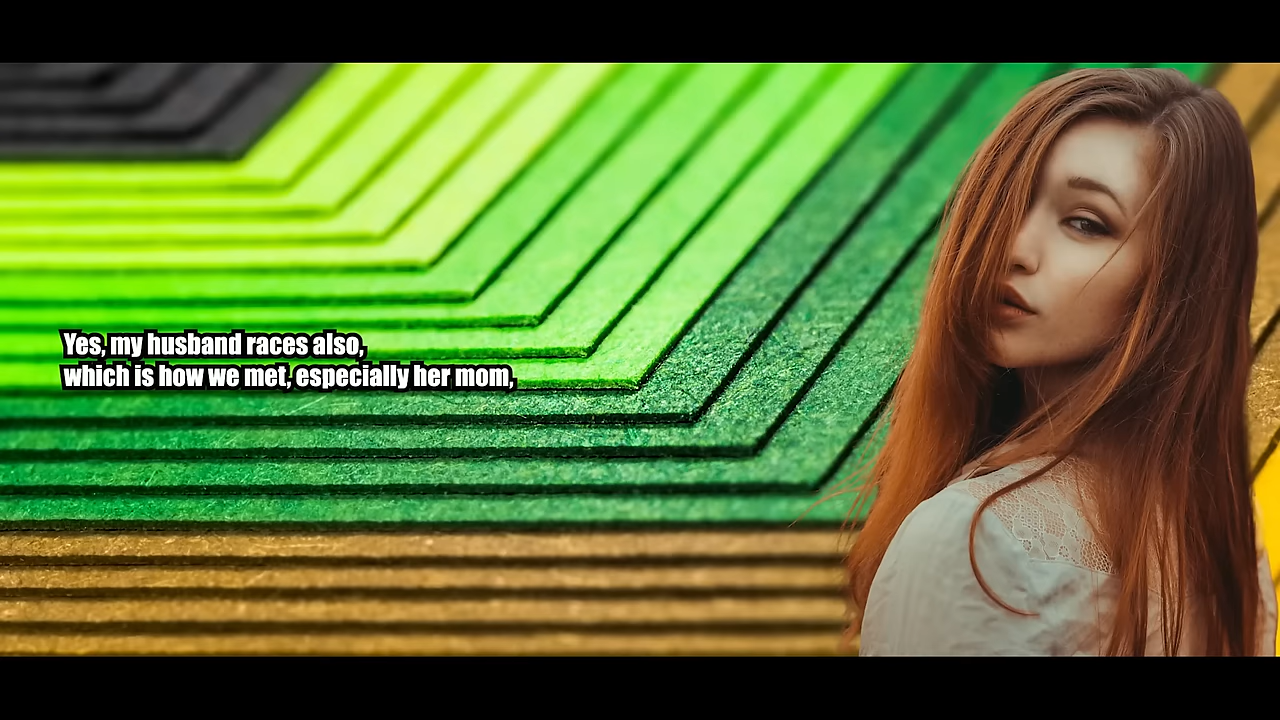 Yes, my husband races also,
which is how we met, especially her mom,